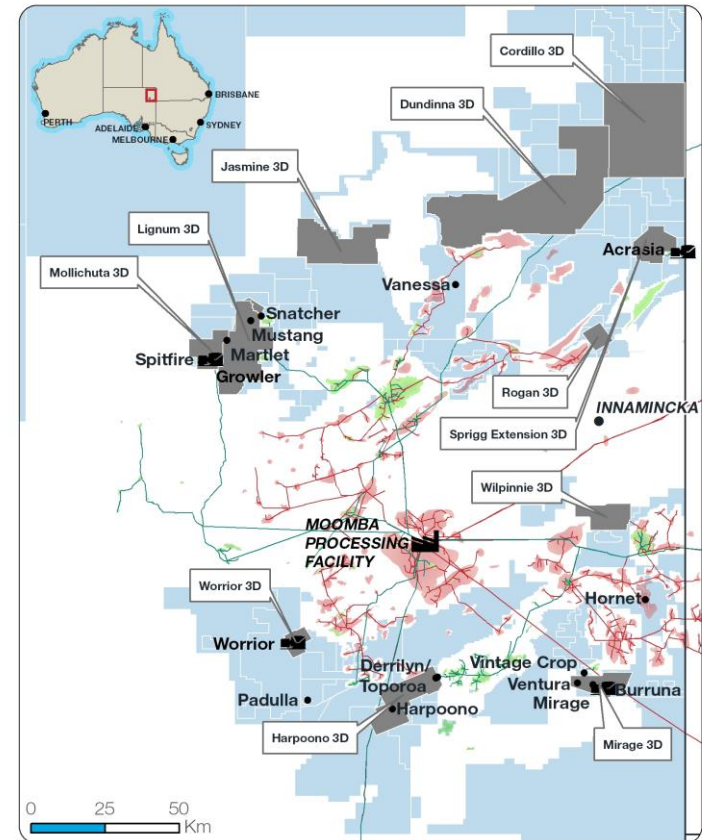 Cordillo 3D
Dundinna 3D
BRISBANE
PERTH
ADELAIDE
SYDNEY
MELBOURNE
Jasmine 3D
Lignum 3D
Mollichuta 3D
Acrasia
Vanessa
Snatcher
Mustang
Martlet
Spitfire
Growler
Rogan 3D
INNAMINCKA
Sprigg Extension 3D
Wilpinnie 3D
MOOMBA
PROCESSING
FACILITY
Worrior 3D
Hornet
Worrior
Derrilyn/
Toporoa
Vintage Crop
Ventura
Burruna
Mirage
Padulla
Harpoono
Harpoono 3D
Mirage 3D
0 25 50
Km